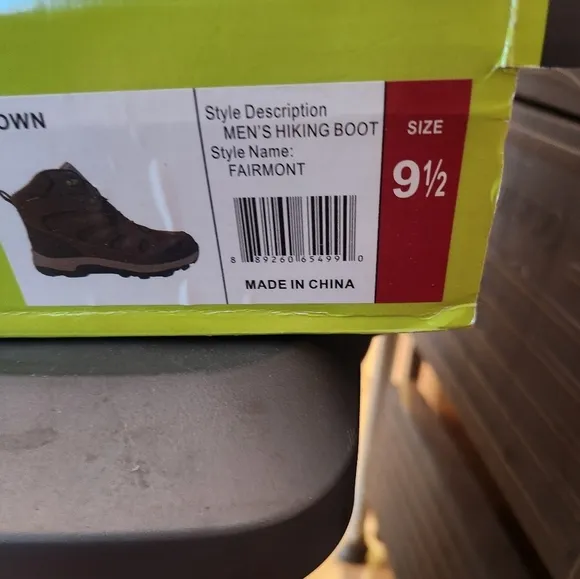 OWN
Style Description
MEN'S HIKING BOOT
Style Name:
FAIRMONT
8 89260 65499 0
MADE IN CHINA
SIZE
9½